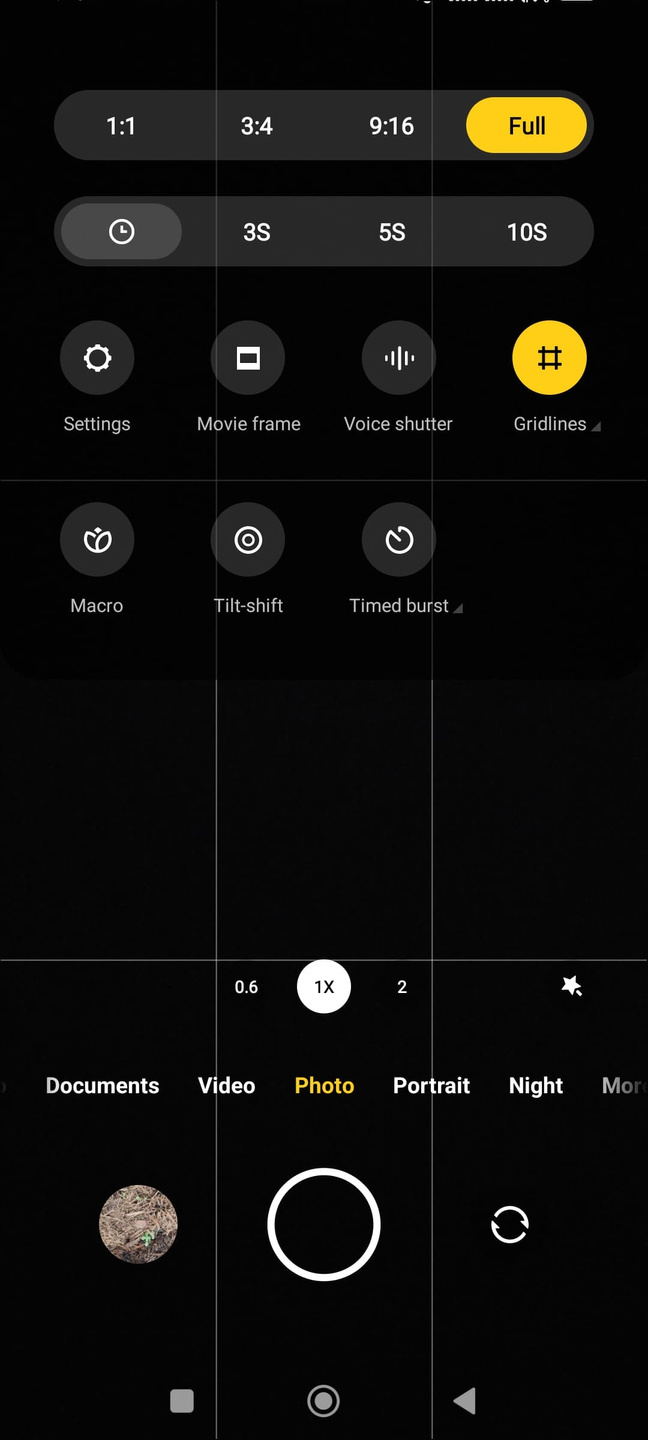 1:1 3:4 9:16 Full
3S 5S 10S
Settings Movie frame Voice shutter Gridlines
Macro Tilt-shift Timed burst
0.6 1X 2
Documents Video Photo Portrait Night